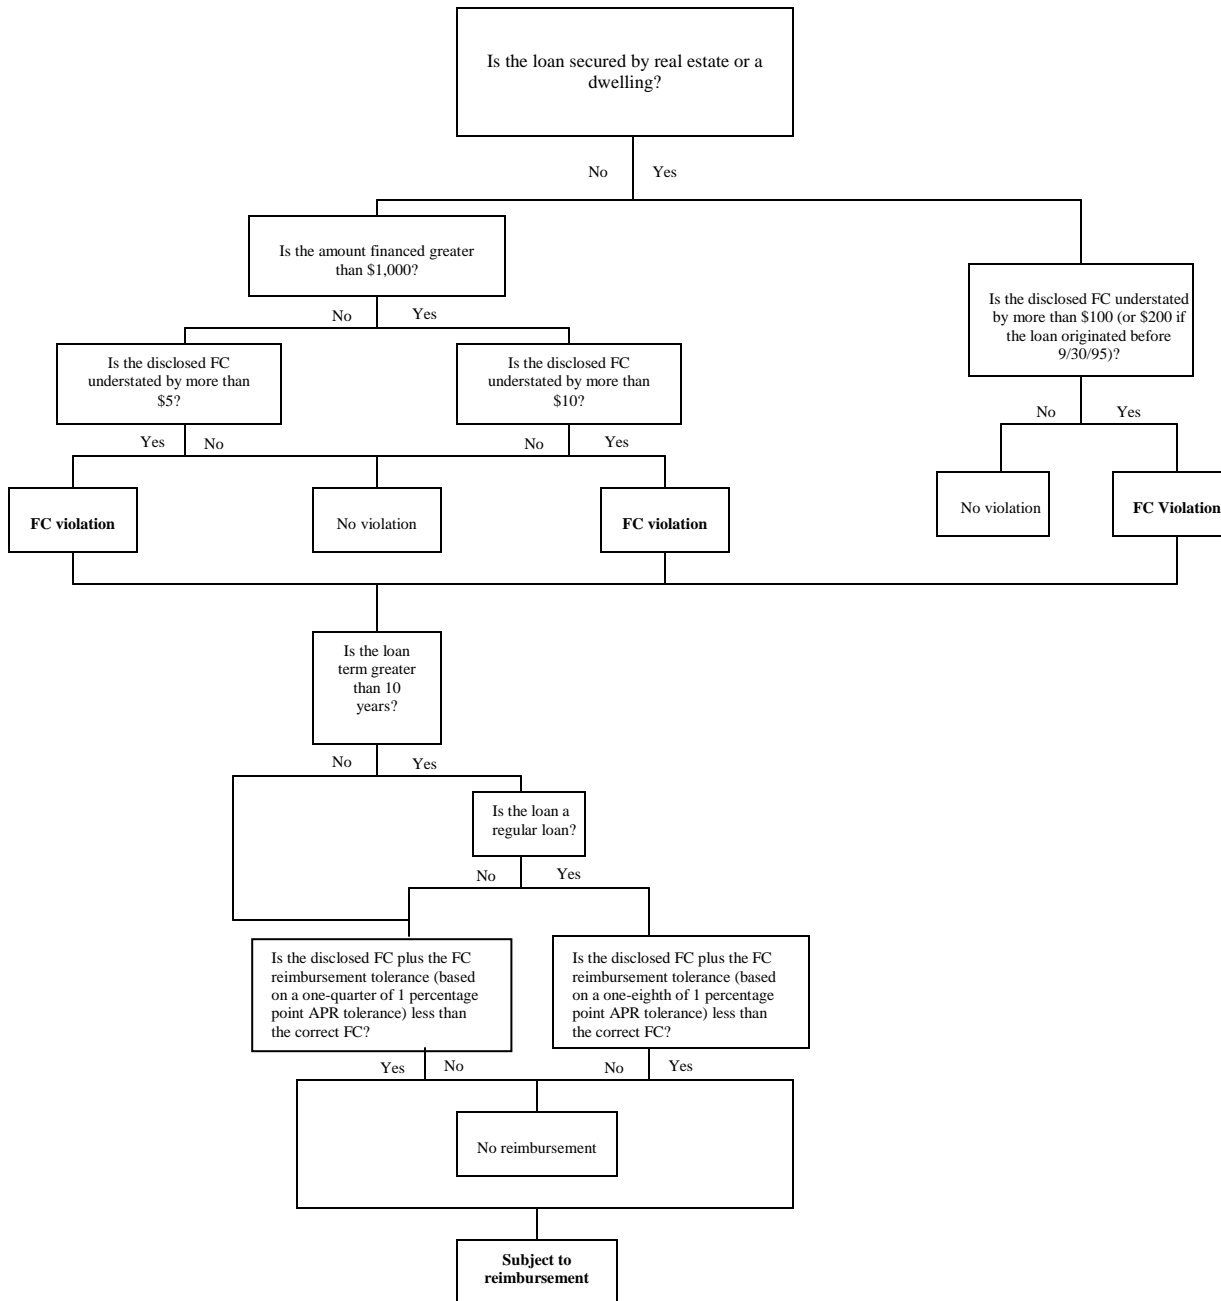 Is the loan secured by real estate or a
dwelling?
No
Yes
Is the amount financed greater
than $1,000?
Is the disclosed FC understated
by more than $100 (or $200 if
the loan originated before
9/30/95)?
No
Yes
Is the disclosed FC
understated by more than
$5?
Is the disclosed FC
understated by more than
$10?
No
Yes
Yes
No
No
Yes
FC violation
No violation
FC violation
No violation
FC Violation
Is the loan
term greater
than 10
years?
No
Yes
Is the loan a
regular loan?
No
Yes
Is the disclosed FC plus the FC
reimbursement tolerance (based
on a one-quarter of 1 percentage
point APR tolerance) less than
the correct FC?
Is the disclosed FC plus the FC
reimbursement tolerance (based
on a one-eighth of 1 percentage
point APR tolerance) less than
the correct FC?
Yes
No
No
Yes
No reimbursement
Subject to
reimbursement